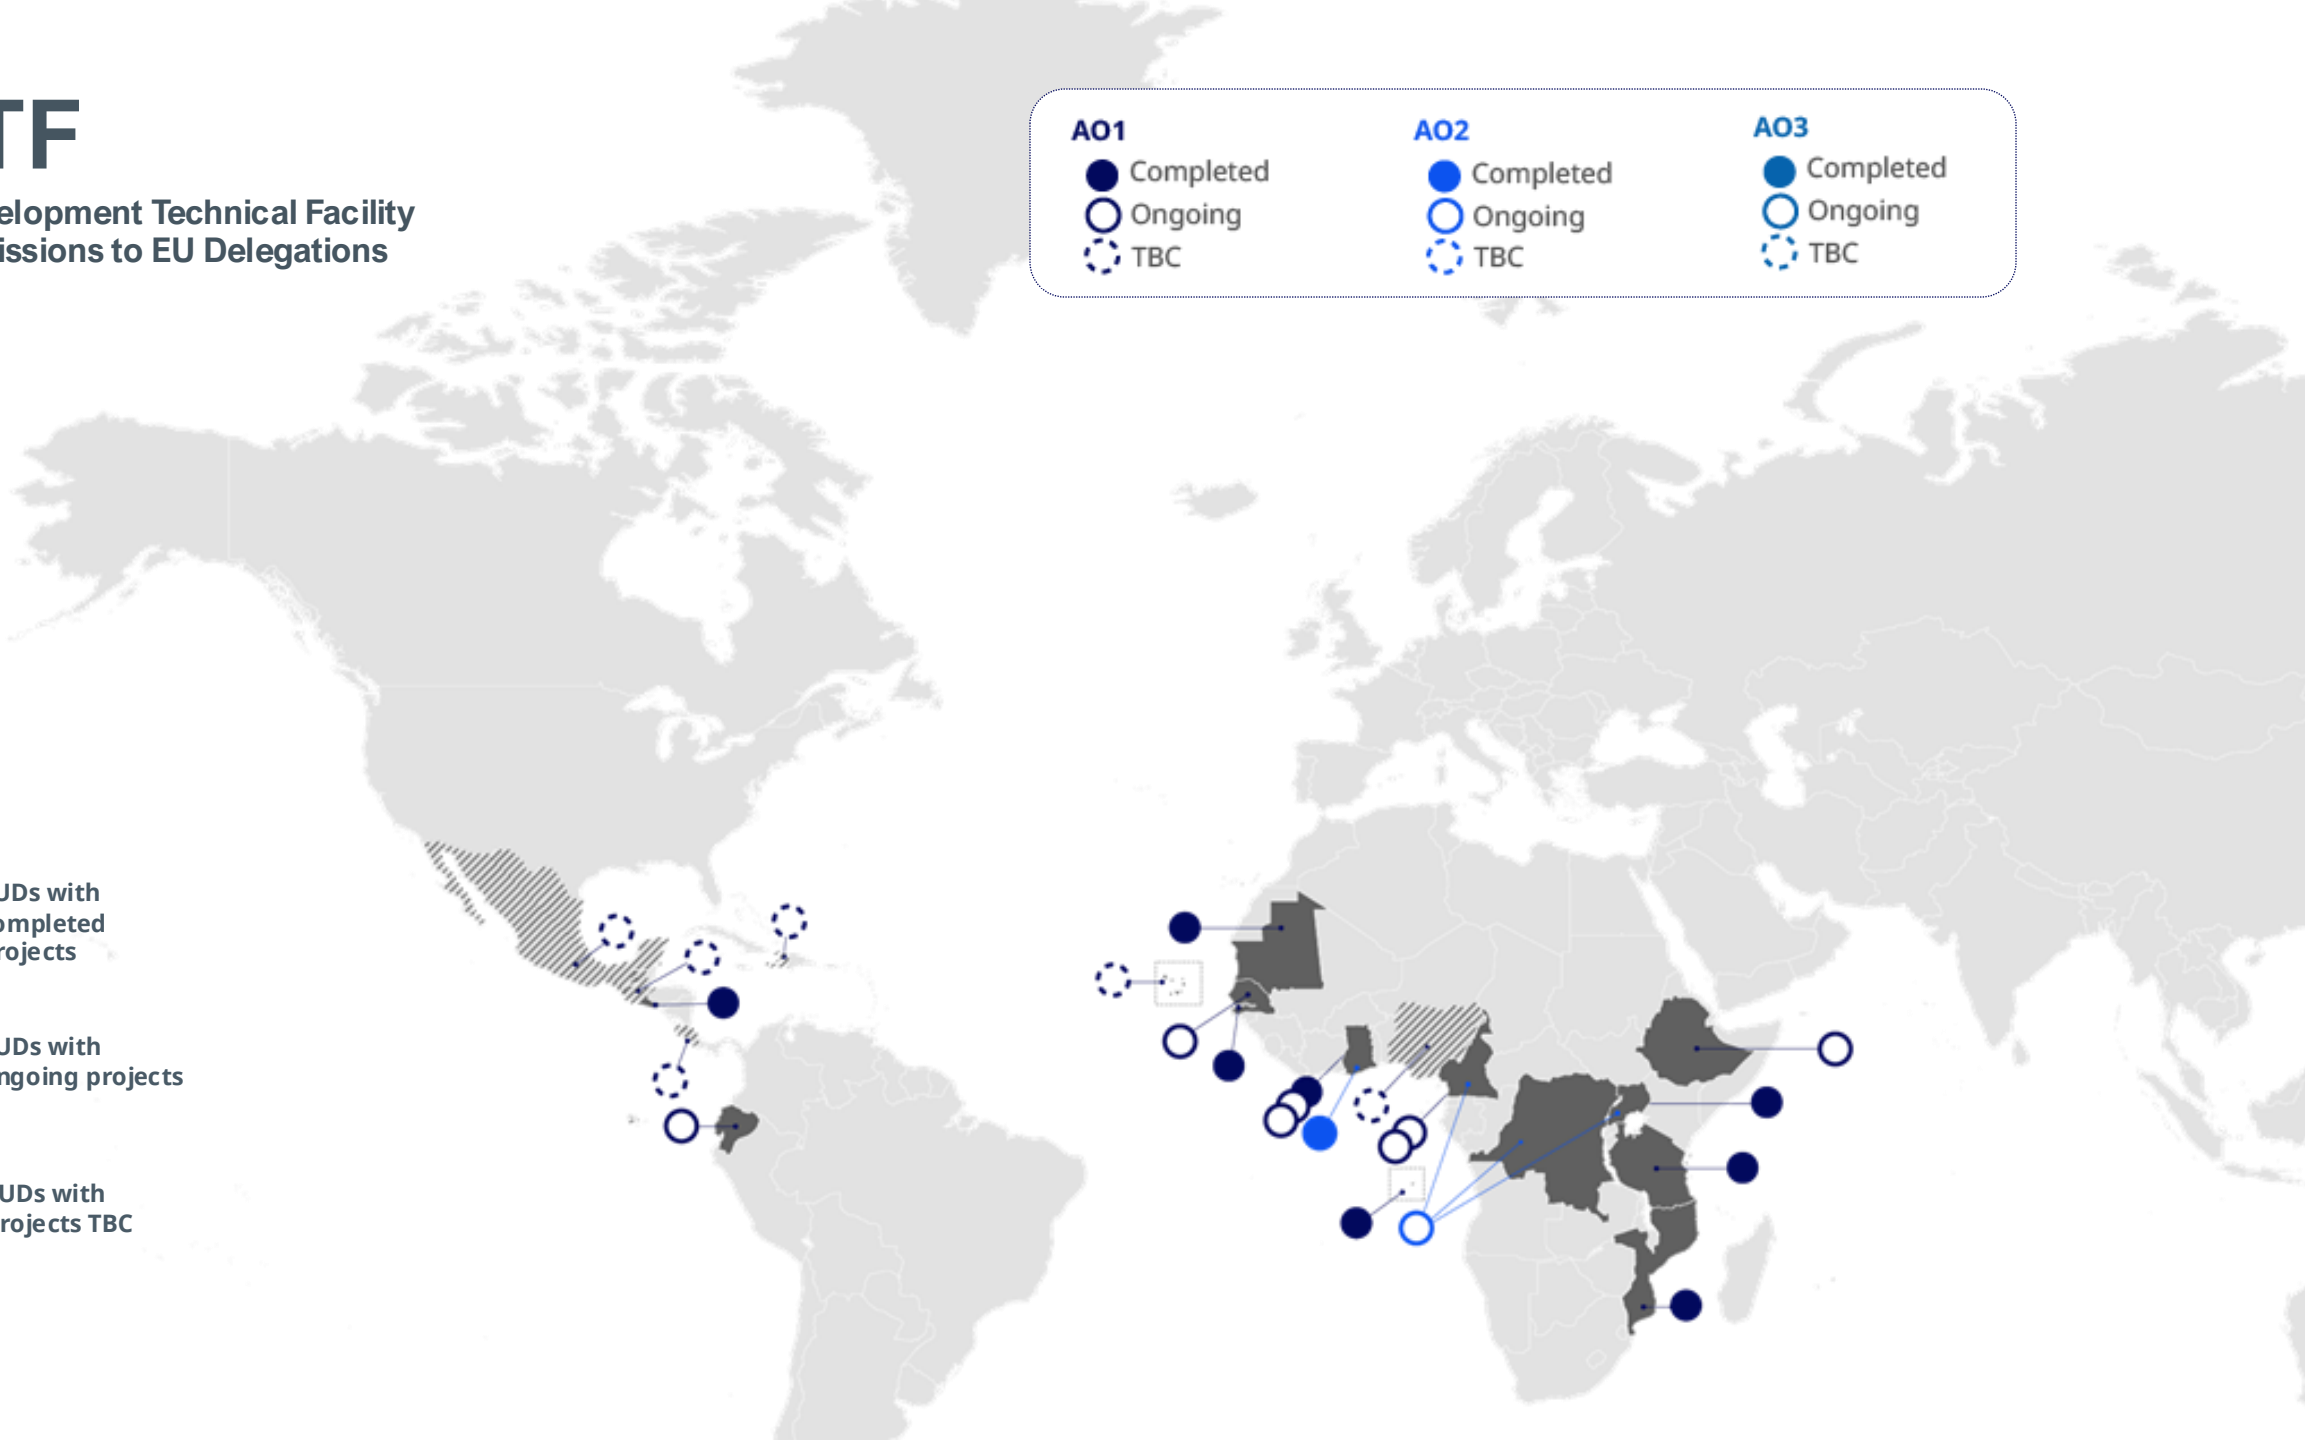 TF
elopment Technical Facility
issions to EU Delegations
AO1
Completed
Ongoing
TBC
AO2
Completed
Ongoing
TBC
AO3
Completed
Ongoing
TBC
UDs with
ompleted
rojects
UDs with
ngoing projects
UDs with
rojects TBC